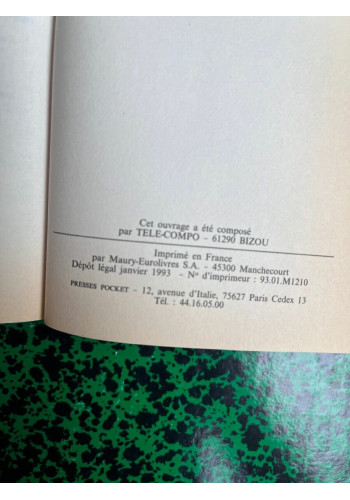 Cet ouvrage a été composé
par TELE-COMPO - 61290 BIZOU
Imprimé en France
par Maury-Eurolivres S.A. - 45300 Manchecourt
Dépôt légal janvier 1993 - N° d'imprimeur : 93.01.M1210
PRESSES POCKET - 12, avenue d'Italie, 75627 Paris Cedex 13
Tél. : 44.16.05.00